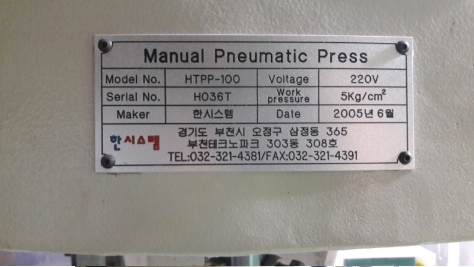 Manual Pneumatic Press
Model No. HTPP-100 Voltage 220V
Serial No. H036T Work pressure 5Kg/cm²
Maker 한시스템 Date 2005년 6월
한시스템 경기도 부천시 오정구 삼정동 365
부천테크노파크 303동 308호
TEL:032-321-4381/FAX:032-321-4391